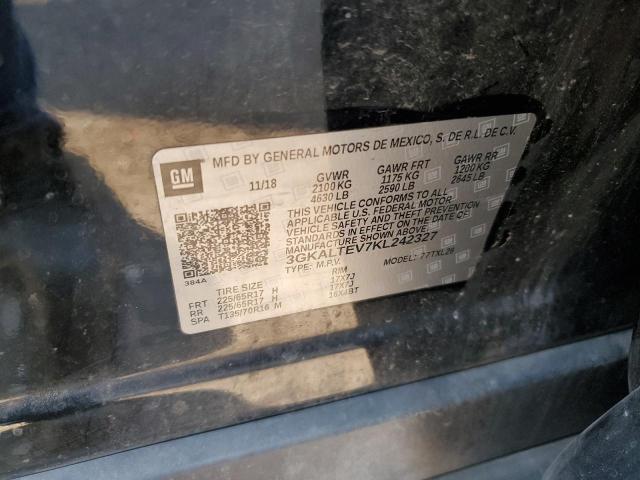 MFD BY GENERAL MOTORS DE MEXICO, S. DE R.L. DE C.V.
GM
11/18
GVWR GAWR FRT GAWR RR
2100 KG 1175 KG 1200 KG
4630 LB 2590 LB 2645 LB
THIS VEHICLE CONFORMS TO ALL
APPLICABLE U.S. FEDERAL MOTOR
VEHICLE SAFETY AND THEFT PREVENTION
STANDARDS IN EFFECT ON THE DATE OF
MANUFACTURE SHOWN ABOVE.
3GKALTEV7KL242327
TYPE: M.P.V. MODEL: 77TXL26
384A
TIRE SIZE RIM
FRT 225/65R17 H 17X7J
RR 225/65R17 H 17X7J
SPA T135/70R16 M 16X4BT